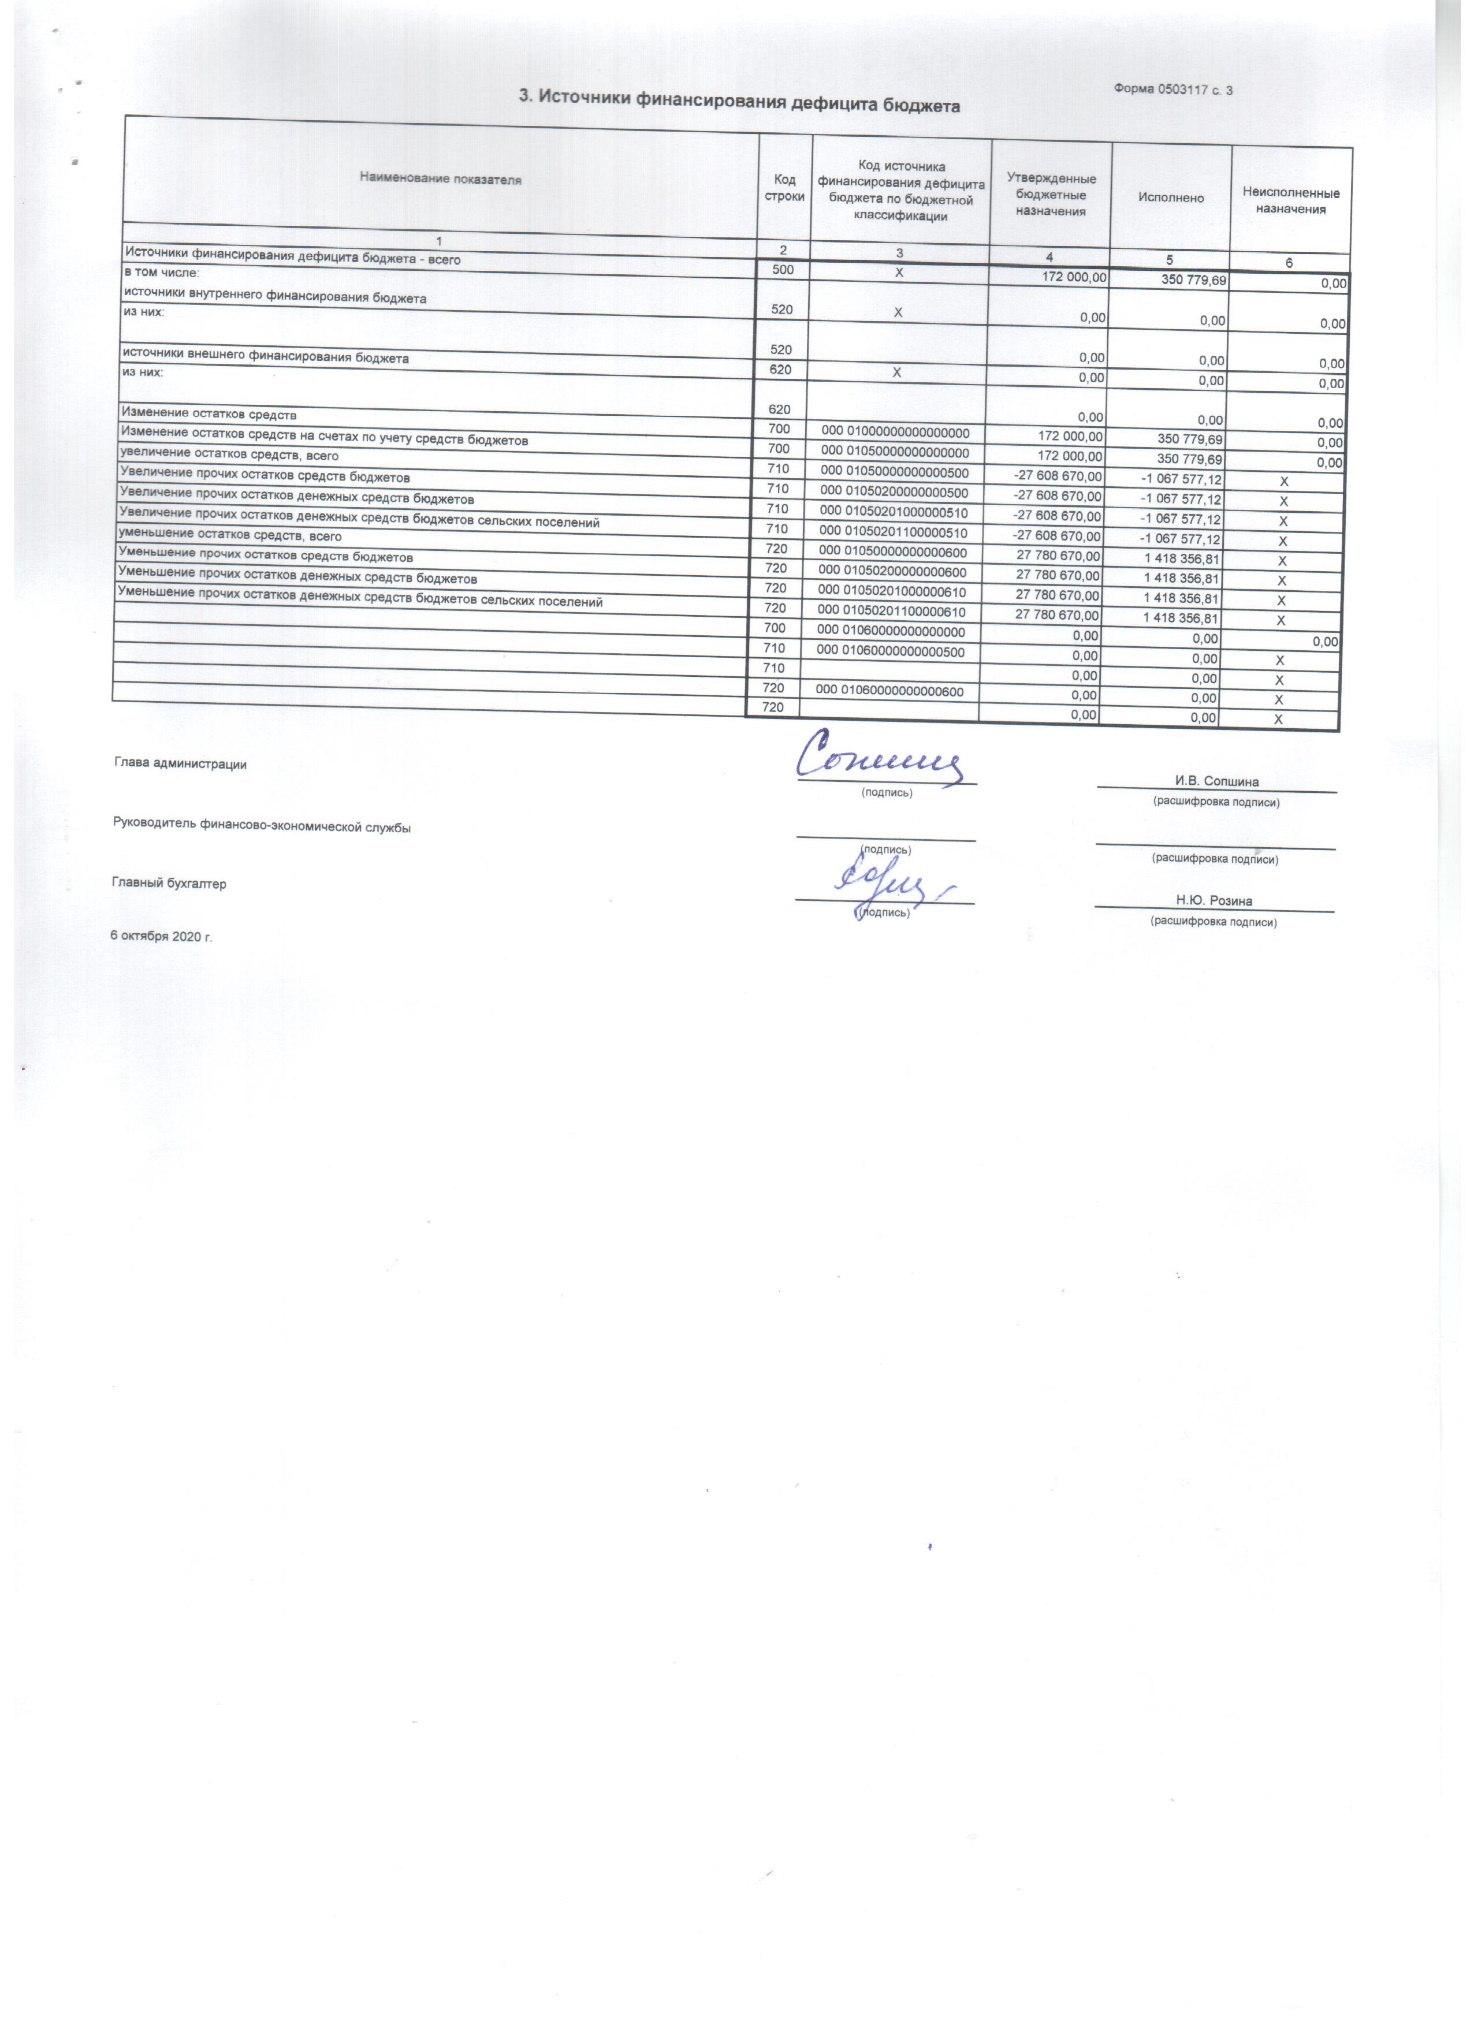 Форма 0503117 с. 3
3. Источники финансирования дефицита бюджета
Наименование показателя | Код строки | Код источника финансирования дефицита бюджета по бюджетной классификации | Утвержденные бюджетные назначения | Исполнено | Неисполненные назначения
1 | 2 | 3 | 4 | 5 | 6
Источники финансирования дефицита бюджета - всего | 500 | X | 172 000,00 | 350 779,69 | 0,00
в том числе:
источники внутреннего финансирования бюджета | 520 | X | 0,00 | 0,00 | 0,00
из них:
520 | 0,00 | 0,00 | 0,00
источники внешнего финансирования бюджета | 620 | X | 0,00 | 0,00 | 0,00
из них:
620 | 0,00 | 0,00 | 0,00
Изменение остатков средств | 700 | 000 01000000000000000 | 172 000,00 | 350 779,69 | 0,00
Изменение остатков средств на счетах по учету средств бюджетов | 700 | 000 01050000000000000 | 172 000,00 | 350 779,69 | 0,00
увеличение остатков средств, всего | 710 | 000 01050000000000500 | -27 608 670,00 | -1 067 577,12 | X
Увеличение прочих остатков средств бюджетов | 710 | 000 01050200000000500 | -27 608 670,00 | -1 067 577,12 | X
Увеличение прочих остатков денежных средств бюджетов | 710 | 000 01050201000000510 | -27 608 670,00 | -1 067 577,12 | X
Увеличение прочих остатков денежных средств бюджетов сельских поселений | 710 | 000 01050201100000510 | -27 608 670,00 | -1 067 577,12 | X
уменьшение остатков средств, всего | 720 | 000 01050000000000600 | 27 780 670,00 | 1 418 356,81 | X
Уменьшение прочих остатков средств бюджетов | 720 | 000 01050200000000600 | 27 780 670,00 | 1 418 356,81 | X
Уменьшение прочих остатков денежных средств бюджетов | 720 | 000 01050201000000610 | 27 780 670,00 | 1 418 356,81 | X
Уменьшение прочих остатков денежных средств бюджетов сельских поселений | 720 | 000 01050201100000610 | 27 780 670,00 | 1 418 356,81 | X
700 | 000 01060000000000000 | 0,00 | 0,00 | 0,00
710 | 000 01060000000000500 | 0,00 | 0,00 | X
710 | 0,00 | 0,00 | X
720 | 000 01060000000000600 | 0,00 | 0,00 | X
720 | 0,00 | 0,00 | X
Глава администрации | И.В. Сопшина
(подпись) | (расшифровка подписи)
Руководитель финансово-экономической службы
(подпись) | (расшифровка подписи)
Главный бухгалтер | Н.Ю. Розина
(подпись) | (расшифровка подписи)
6 октября 2020 г.